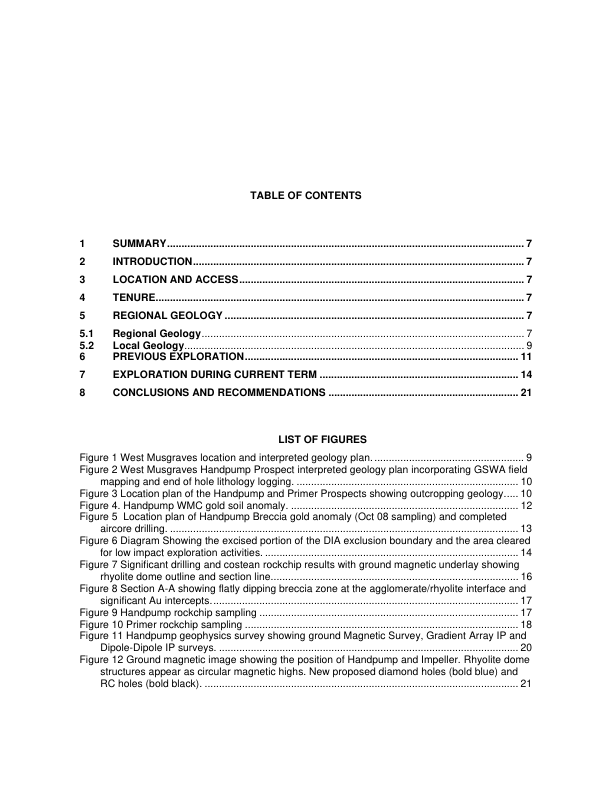 TABLE OF CONTENTS
1 SUMMARY............................................................................................................... 7
2 INTRODUCTION...................................................................................................... 7
3 LOCATION AND ACCESS....................................................................................... 7
4 TENURE................................................................................................................... 7
5 REGIONAL GEOLOGY ............................................................................................ 7
5.1 Regional Geology.................................................................................................... 7
5.2 Local Geology.......................................................................................................... 9
6 PREVIOUS EXPLORATION................................................................................... 11
7 EXPLORATION DURING CURRENT TERM .......................................................... 14
8 CONCLUSIONS AND RECOMMENDATIONS ....................................................... 21
LIST OF FIGURES
Figure 1 West Musgraves location and interpreted geology plan. .................................................. 9
Figure 2 West Musgraves Handpump Prospect interpreted geology plan incorporating GSWA field
mapping and end of hole lithology logging. ........................................................................ 10
Figure 3 Location plan of the Handpump and Primer Prospects showing outcropping geology..... 10
Figure 4. Handpump WMC gold soil anomaly. ............................................................................ 12
Figure 5 Location plan of Handpump Breccia gold anomaly (Oct 08 sampling) and completed
aircore drilling. .................................................................................................................. 13
Figure 6 Diagram Showing the excised portion of the DIA exclusion boundary and the area cleared
for low impact exploration activities. .................................................................................. 14
Figure 7 Significant drilling and costean rockchip results with ground magnetic underlay showing
rhyolite dome outline and section line................................................................................ 16
Figure 8 Section A-A showing flatly dipping breccia zone at the agglomerate/rhyolite interface and
significant Au intercepts..................................................................................................... 17
Figure 9 Handpump rockchip sampling ....................................................................................... 17
Figure 10 Primer rockchip sampling ............................................................................................ 18
Figure 11 Handpump geophysics survey showing ground Magnetic Survey, Gradient Array IP and
Dipole-Dipole IP surveys. .................................................................................................. 20
Figure 12 Ground magnetic image showing the position of Handpump and Impeller. Rhyolite dome
structures appear as circular magnetic highs. New proposed diamond holes (bold blue) and
RC holes (bold black). ....................................................................................................... 21